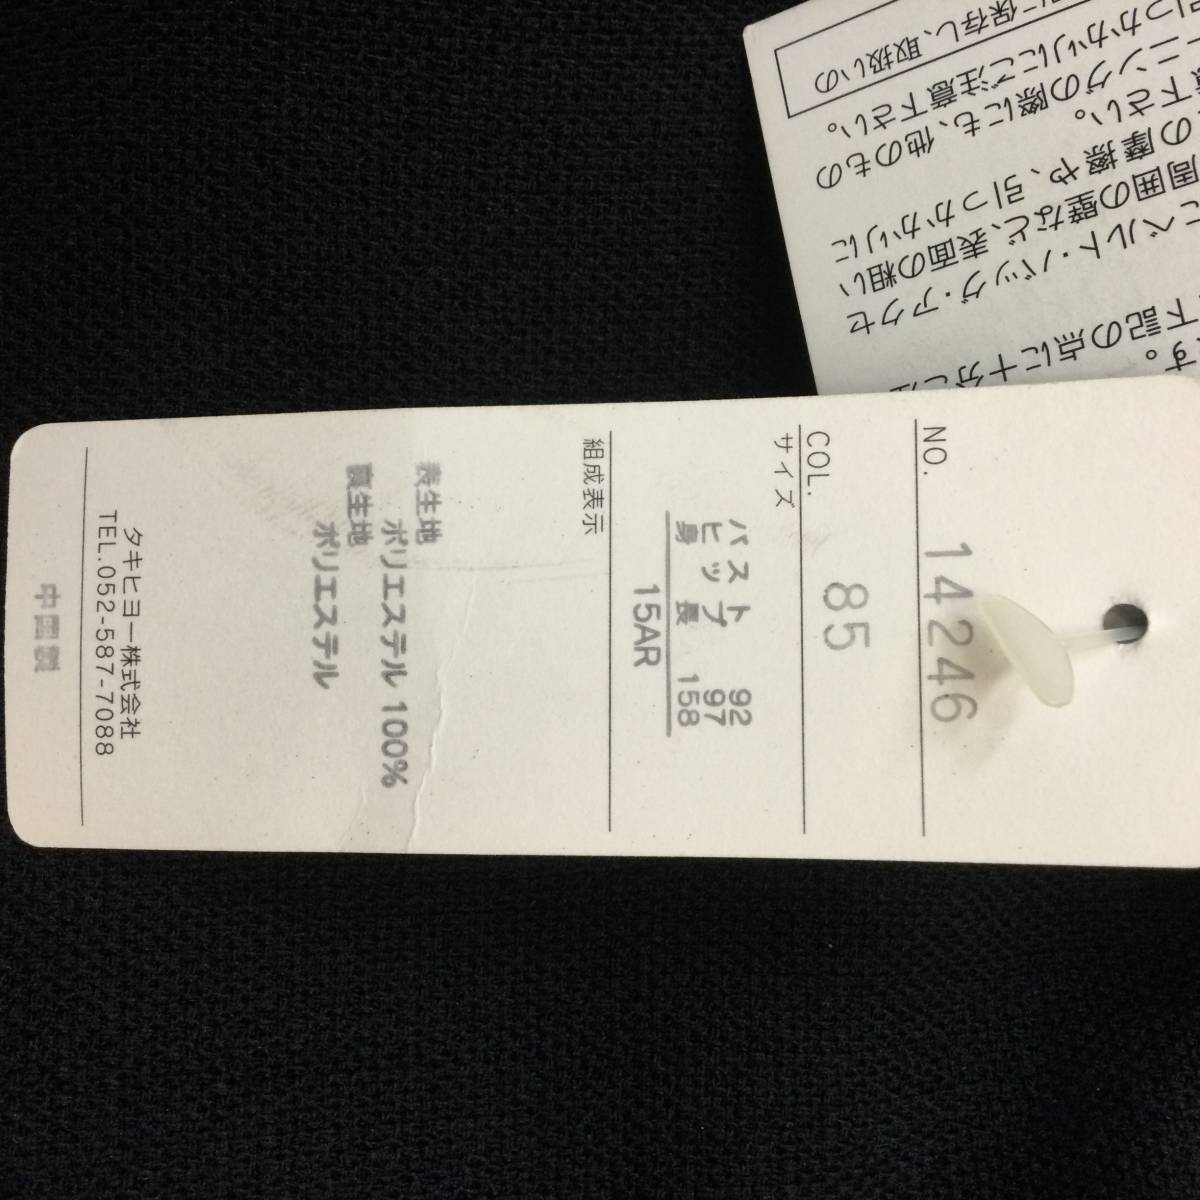 NO. 14246
COL. 85
サイズ
バスト 92
ヒップ 97
身長 158
15AR
組成表示
表生地
ポリエステル 100%
裏生地
ポリエステル
タキヒヨー株式会社
TEL.052-587-7088
中国製
下記の点に十分ご注
す。
ベルト・バッグ・アクセ
周囲の壁など、表面の粗い
の摩擦や、引っかかりに
下さい。
ニングの際にも、他のもの
引っかかりにご注意下さい。
に保存し、取扱いの